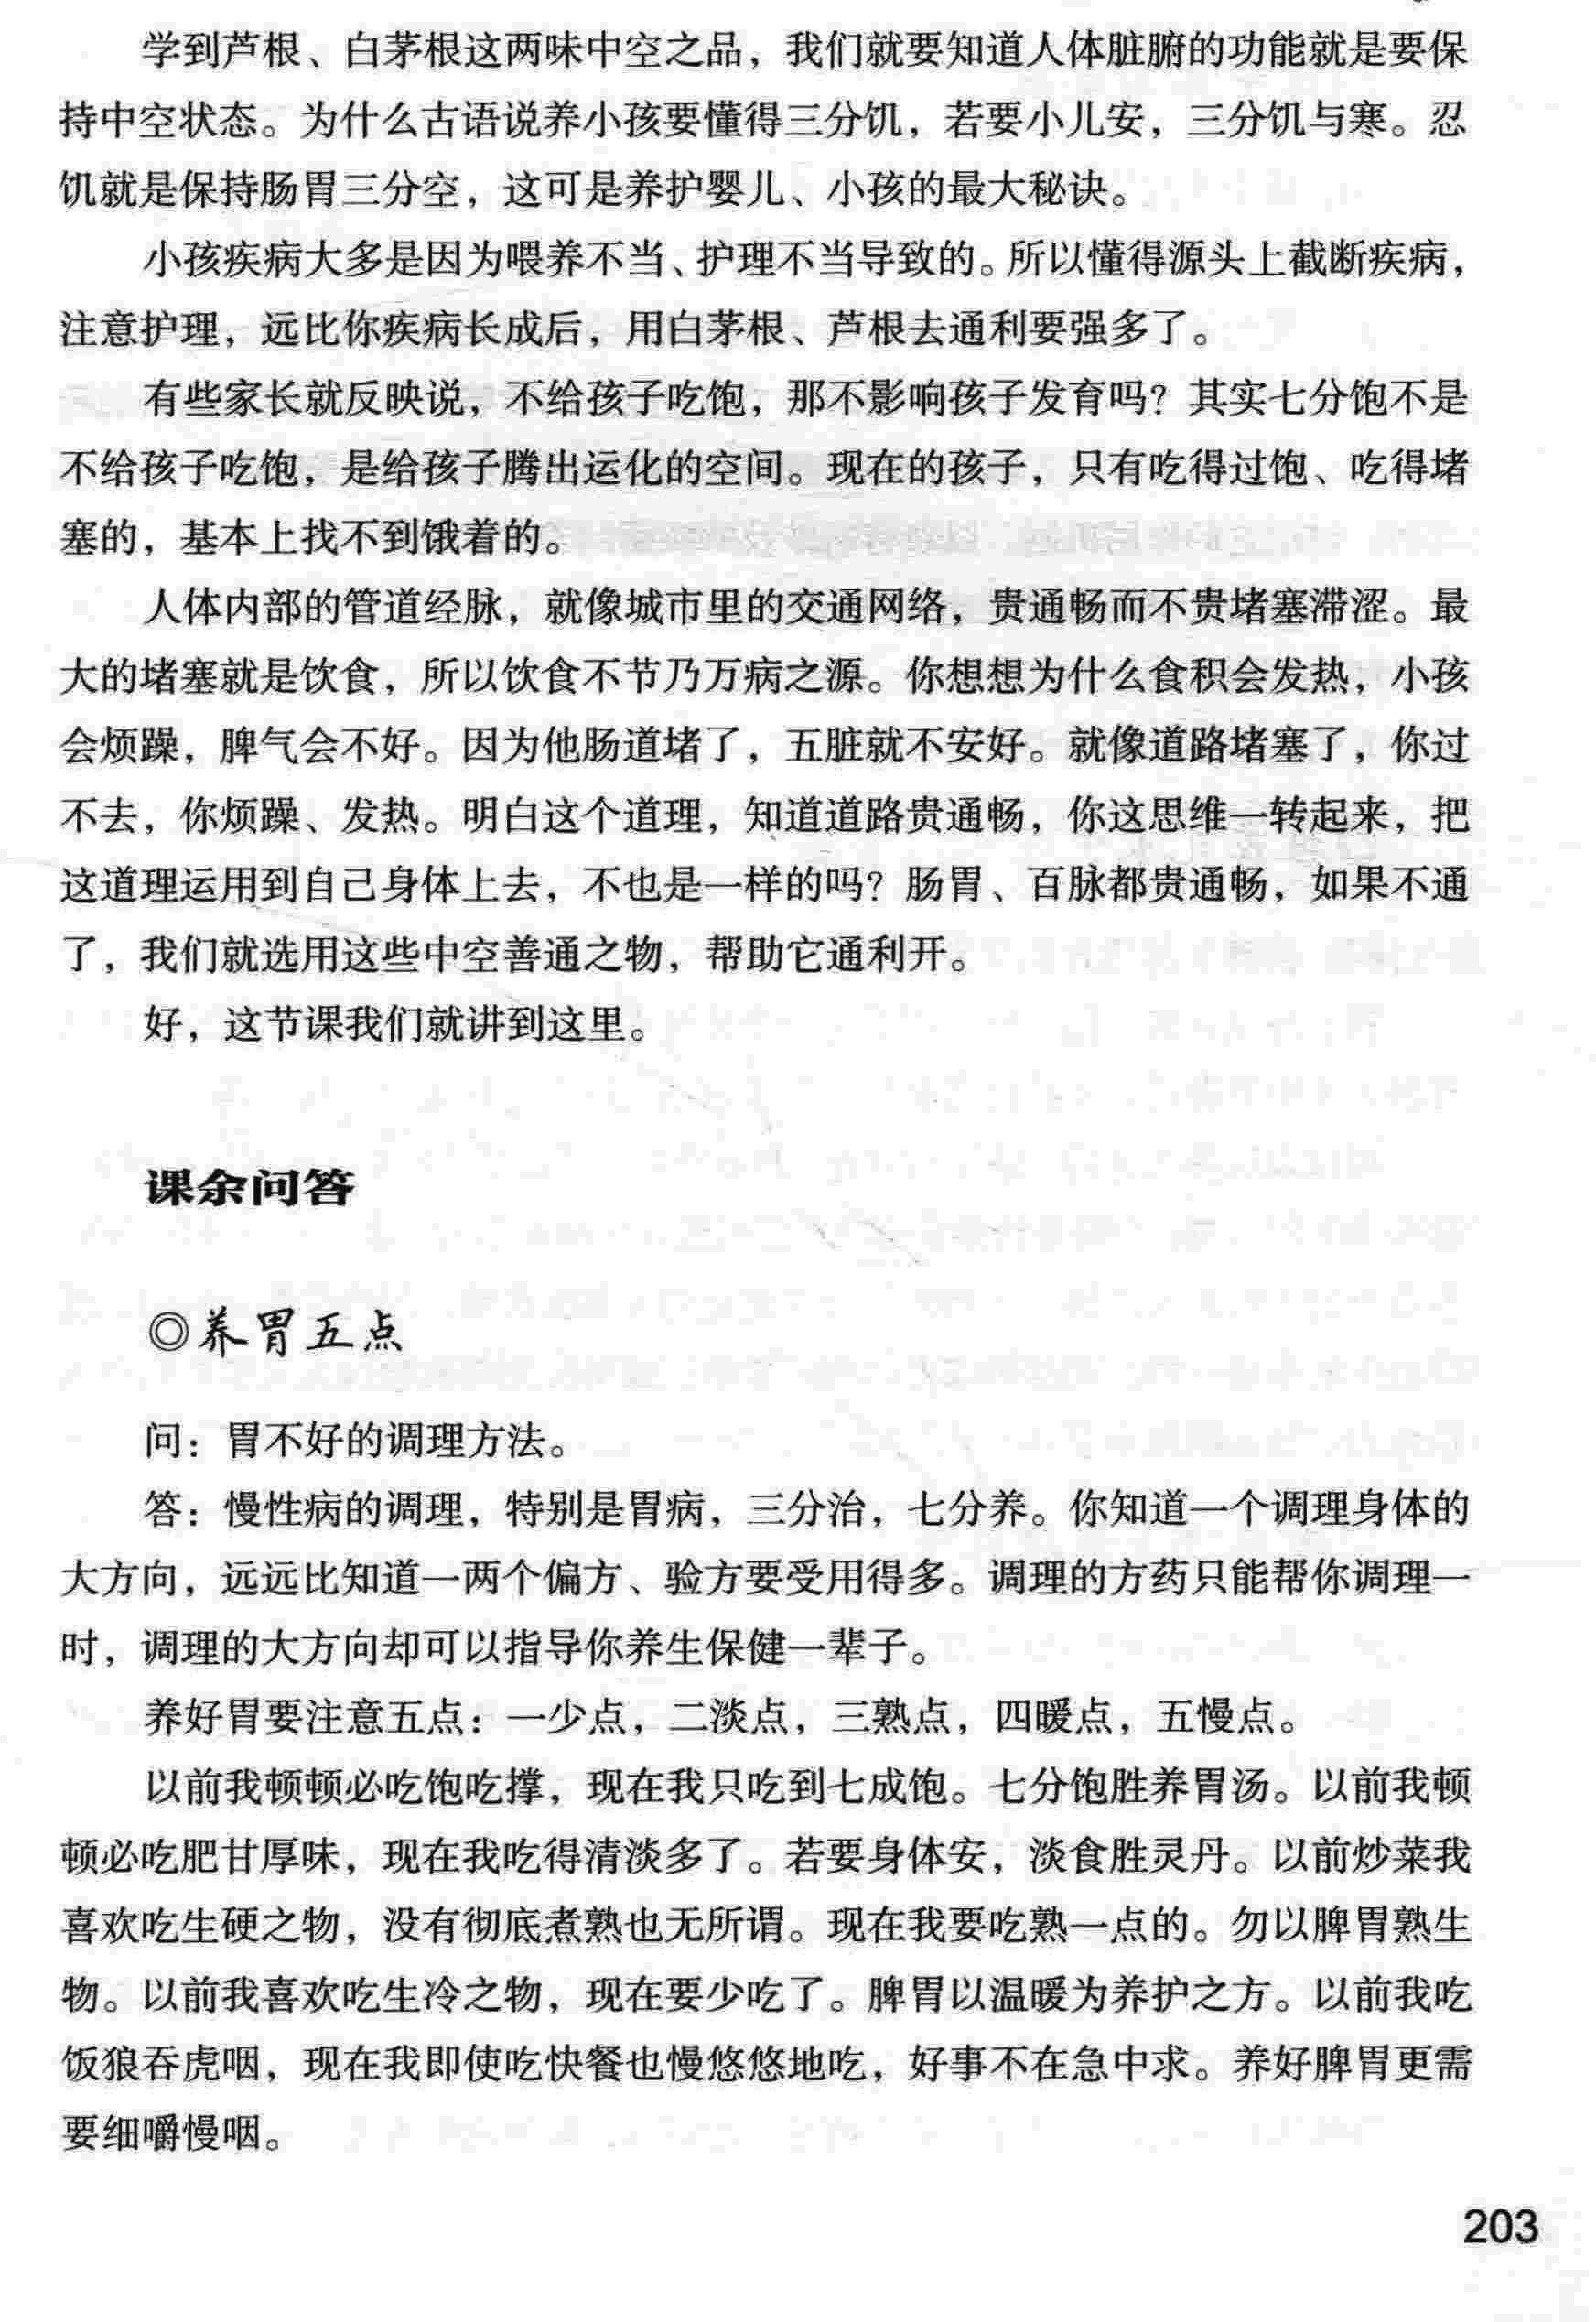 学到芦根、白茅根这两味中空之品，我们就要知道人体脏腑的功能就是要保
持中空状态。为什么古语说养小孩要懂得三分饥，若要小儿安，三分饥与寒。忍
饥就是保持肠胃三分空，这可是养护婴儿、小孩的最大秘诀。
小孩疾病大多是因为喂养不当、护理不当导致的。所以懂得源头上截断疾病，
注意护理，远比你疾病长成后，用白茅根、芦根去通利要强多了。
有些家长就反映说，不给孩子吃饱，那不影响孩子发育吗？其实七分饱不是
不给孩子吃饱，是给孩子腾出运化的空间。现在的孩子，只有吃得过饱、吃得堵
塞的，基本上找不到饿着的。
人体内部的管道经脉，就像城市里的交通网络，贵通畅而不贵堵塞滞涩。最
大的堵塞就是饮食，所以饮食不节乃万病之源。你想想为什么食积会发热，小孩
会烦躁，脾气会不好。因为他肠道堵了，五脏就不安好。就像道路堵塞了，你过
不去，你烦躁、发热。明白这个道理，知道道路贵通畅，你这思维一转起来，把
这道理运用到自己身体上去，不也是一样的吗？肠胃、百脉都贵通畅，如果不通
了，我们就选用这些中空善通之物，帮助它通利开。
好，这节课我们就讲到这里。
课余问答
◎养胃五点
问：胃不好的调理方法。
答：慢性病的调理，特别是胃病，三分治，七分养。你知道一个调理身体的
大方向，远远比知道一两个偏方、验方要受用得多。调理的方药只能帮你调理一
时，调理的大方向却可以指导你养生保健一辈子。
养好胃要注意五点：一少点，二淡点，三熟点，四暖点，五慢点。
以前我顿顿必吃饱吃撑，现在我只吃到七成饱。七分饱胜养胃汤。以前我顿
顿必吃肥甘厚味，现在我吃得清淡多了。若要身体安，淡食胜灵丹。以前炒菜我
喜欢吃生硬之物，没有彻底煮熟也无所谓。现在我要吃熟一点的。勿以脾胃熟生
物。以前我喜欢吃生冷之物，现在要少吃了。脾胃以温暖为养护之方。以前我吃
饭狼吞虎咽，现在我即使吃快餐也慢悠悠地吃，好事不在急中求。养好脾胃更需
要细嚼慢咽。
203